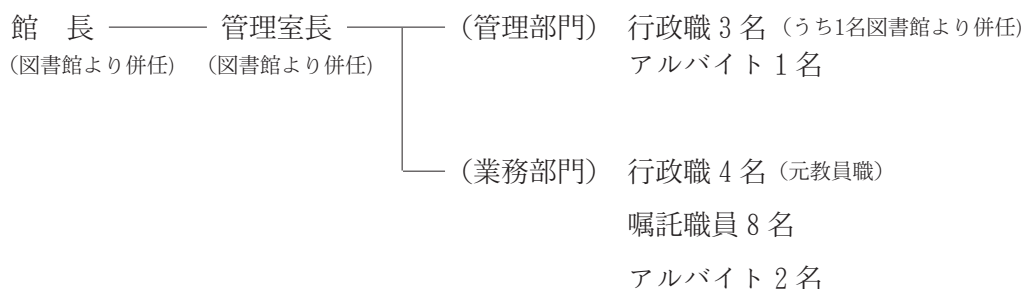 館　長 管理室長 (管理部門) 行政職 3 名 (うち1名図書館より併任)
(図書館より併任) (図書館より併任) アルバイト 1 名
(業務部門) 行政職 4 名 (元教員職)
嘱託職員 8 名
アルバイト 2 名